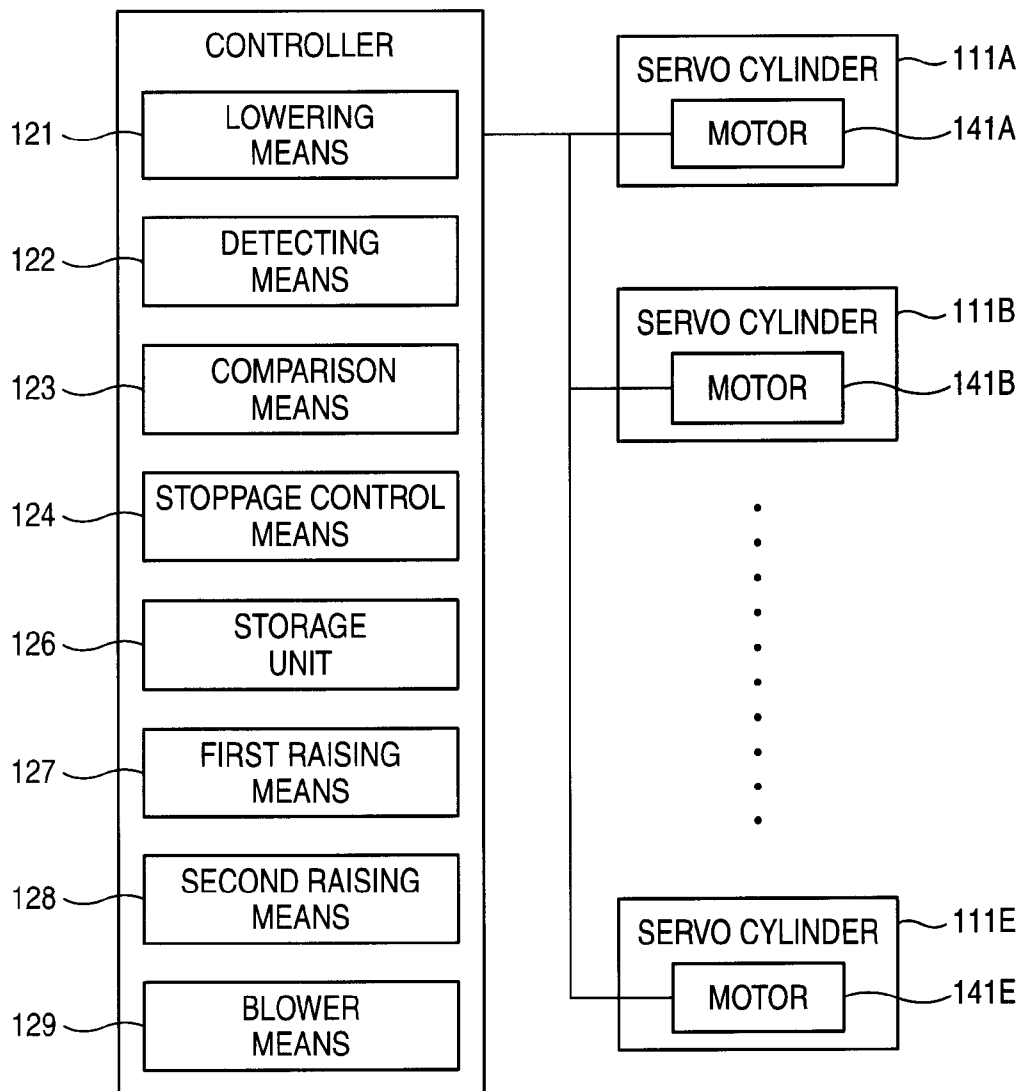 CONTROLLER
121
LOWERING
MEANS
122
DETECTING
MEANS
123
COMPARISON
MEANS
124
STOPPAGE CONTROL
MEANS
126
STORAGE
UNIT
127
FIRST RAISING
MEANS
128
SECOND RAISING
MEANS
129
BLOWER
MEANS
SERVO CYLINDER
111A
MOTOR
141A
SERVO CYLINDER
111B
MOTOR
141B
SERVO CYLINDER
111E
MOTOR
141E